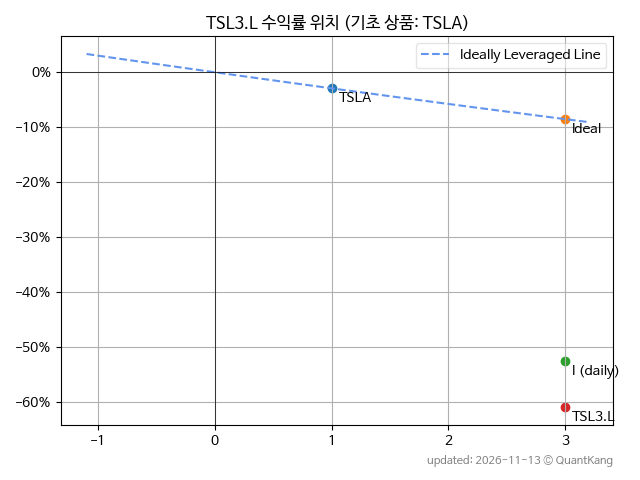 TSL3.L 수익률 위치 (기초 상품: TSLA)
Ideally Leveraged Line
0%
TSLA
−10%
Ideal
−20%
−30%
−40%
−50%
I (daily)
−60%
TSL3.L
−1 0 1 2 3
updated: 2026-11-13 © QuantKang